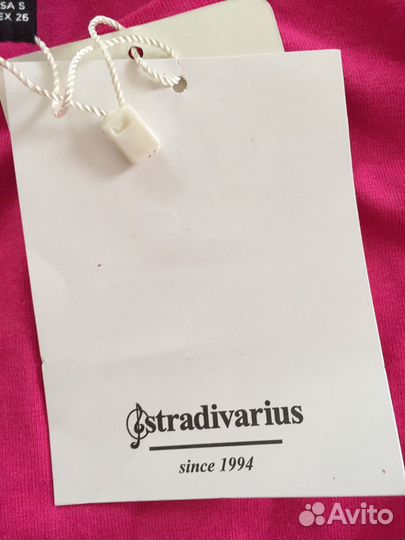 SA S
EX 26
stradivarius
since 1994
Avito